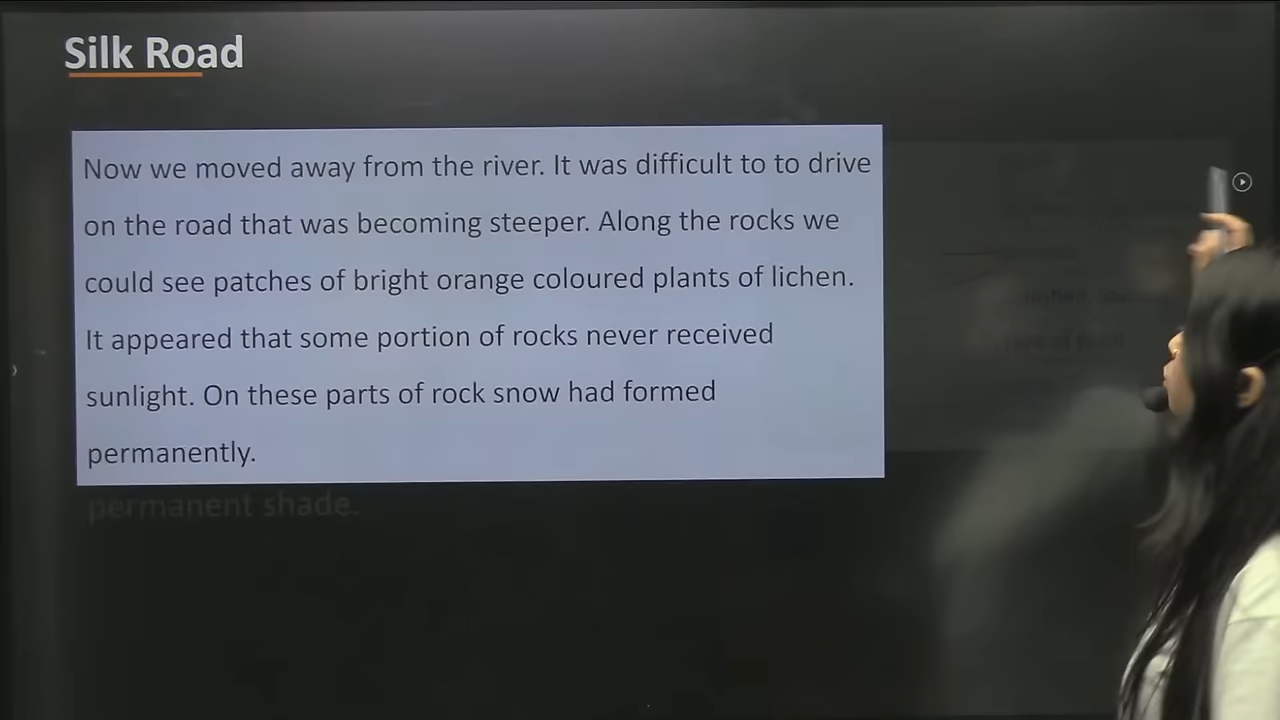 Silk Road
Now we moved away from the river. It was difficult to to drive
on the road that was becoming steeper. Along the rocks we
could see patches of bright orange coloured plants of lichen.
It appeared that some portion of rocks never received
sunlight. On these parts of rock snow had formed
permanently.
permanent shade.